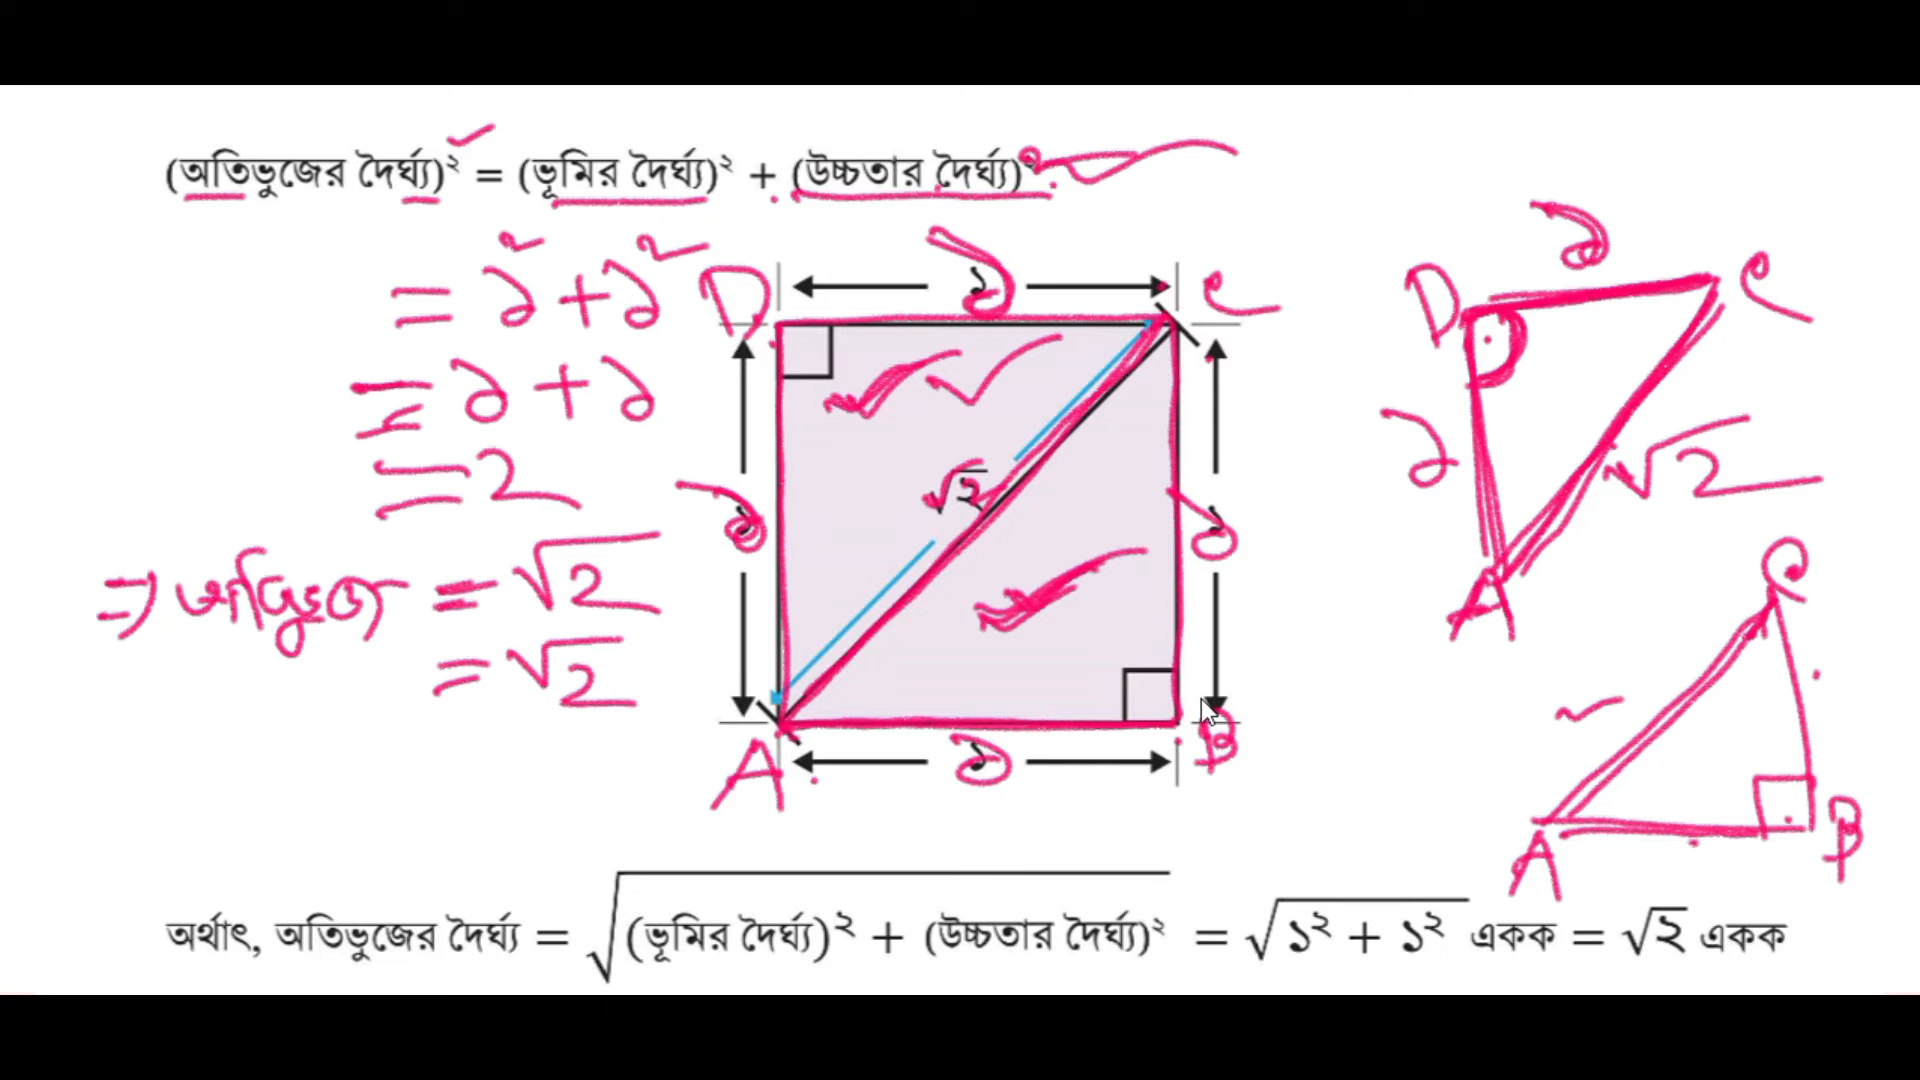 (অতিভুজের দৈর্ঘ্য)² = (ভূমির দৈর্ঘ্য)² + (উচ্চতার দৈর্ঘ্য)²
= ১² + ১²
= ১ + ১
= 2
=> অতিভুজ = √2
= √2
D ১ C
১ √২ ১
A ১ B
D ১ C
১ √2
A
C
A B
অর্থাৎ, অতিভুজের দৈর্ঘ্য = √(ভূমির দৈর্ঘ্য)² + (উচ্চতার দৈর্ঘ্য)² = √১² + ১² একক = √২ একক